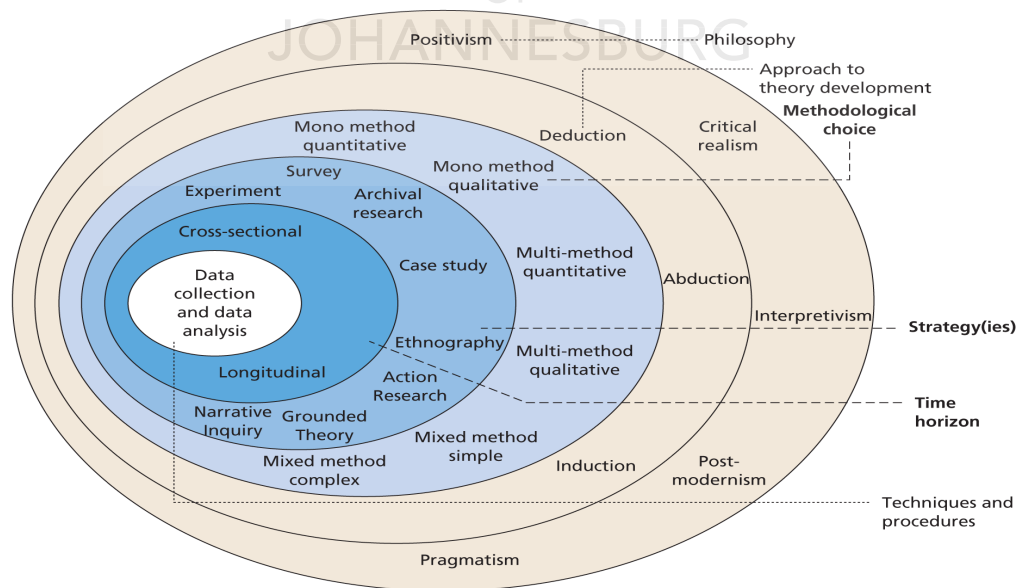 JOHANNESBURG
Positivism
Philosophy
Approach to
theory development
Methodological
choice
Mono method
quantitative
Deduction
Critical
realism
Survey
Mono method
qualitative
Experiment
Archival
research
Cross-sectional
Multi-method
quantitative
Case study
Data
collection
and data
analysis
Abduction
Interpretivism
Strategy(ies)
Ethnography
Multi-method
qualitative
Longitudinal
Action
Research
Time
horizon
Narrative
Inquiry
Grounded
Theory
Mixed method
simple
Mixed method
complex
Induction
Post-
modernism
Techniques and
procedures
Pragmatism